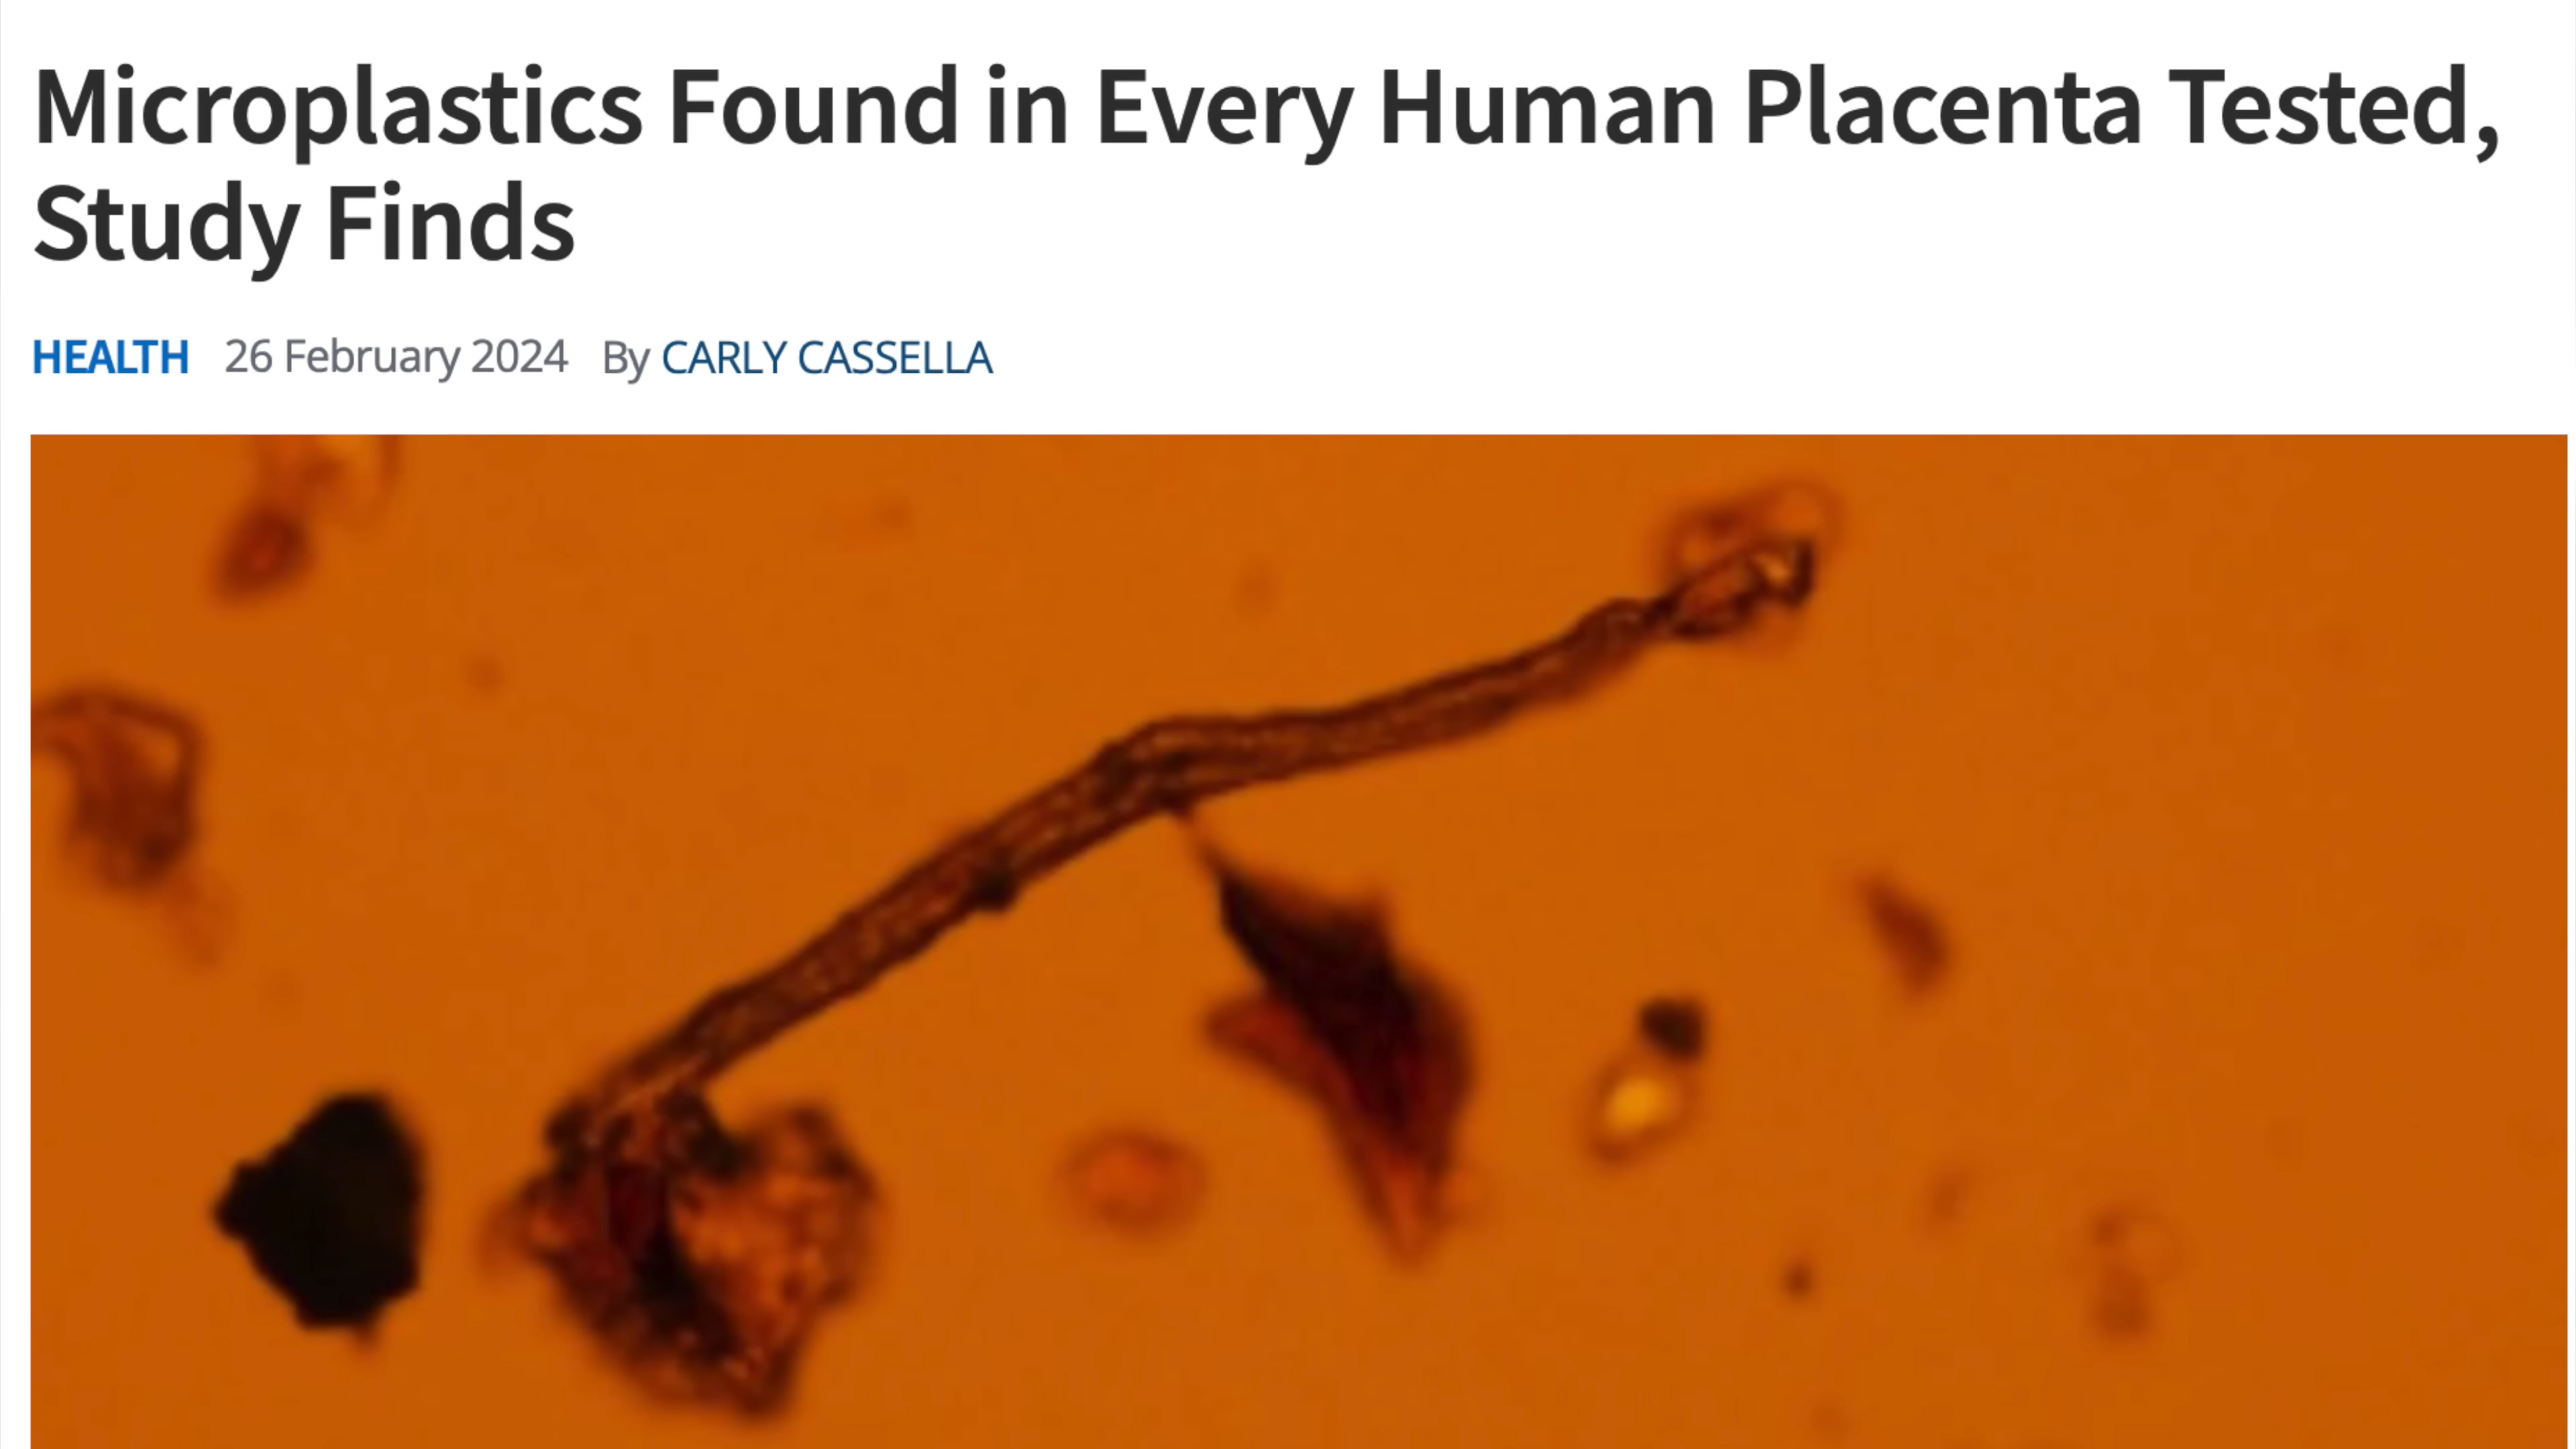 Microplastics Found in Every Human Placenta Tested,
Study Finds
HEALTH 26 February 2024 By CARLY CASSELLA